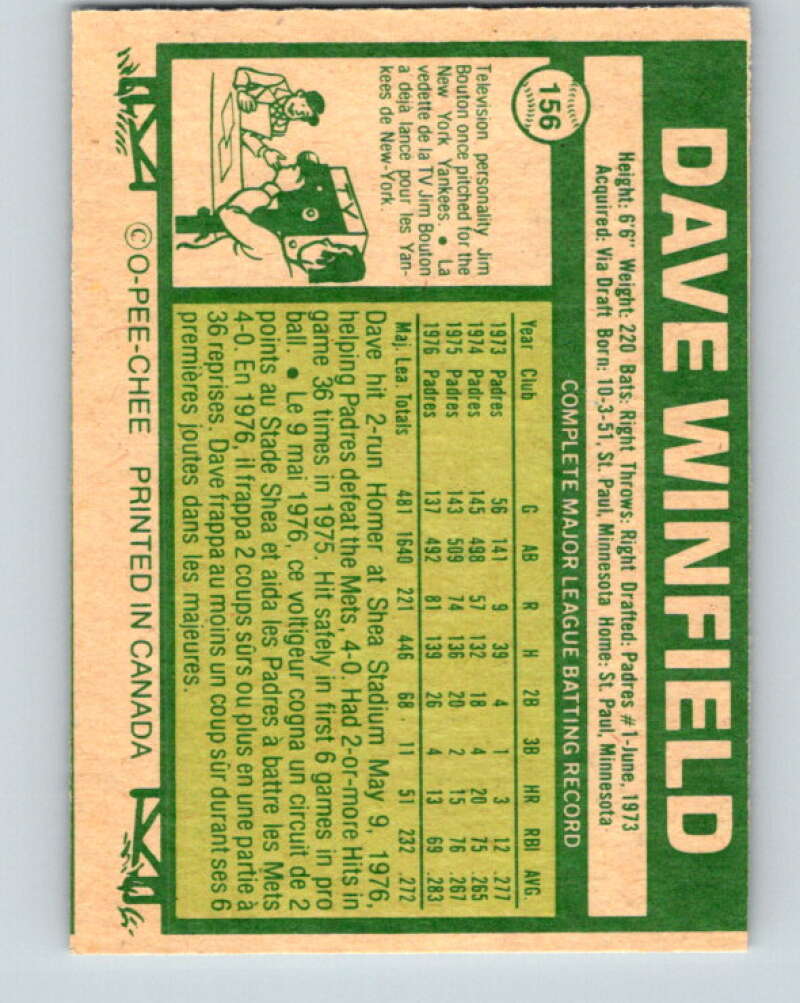 DAVE WINFIELD
Height: 6'6" Weight: 220 Bats: Right Throws: Right Drafted: Padres #1-June, 1973
Acquired: Via Draft Born: 10-3-51, St. Paul, Minnesota Home: St. Paul, Minnesota
156
Television personality Jim
Bouton once pitched for the
New York Yankees. • La
vedette de la TV Jim Bouton
a déjà lancé pour les Yan-
kees de New-York.
TV
COMPLETE MAJOR LEAGUE BATTING RECORD
Year Club G AB R H 2B 3B HR RBI AVG.
1973 Padres 56 141 9 39 4 1 3 12 .277
1974 Padres 145 498 57 132 18 4 20 75 .265
1975 Padres 143 509 74 136 20 2 15 76 .267
1976 Padres 137 492 81 139 26 4 13 69 .283
Maj. Lea. Totals 481 1640 221 446 68 11 51 232 .272
Dave hit 2-run Homer at Shea Stadium May 9, 1976,
helping Padres defeat the Mets, 4-0. Had 2-or-more Hits in
game 36 times in 1975. Hit safely in first 6 games in pro
ball. • Le 9 mai 1976, ce voltigeur cogna un circuit de 2
points au Stade Shea et aida les Padres à battre les Mets
4-0. En 1976, il frappa 2 coups sûrs ou plus en une partie à
36 reprises. Dave frappa au moins un coup sûr durant ses 6
premières joutes dans les majeures.
© O-PEE-CHEE PRINTED IN CANADA